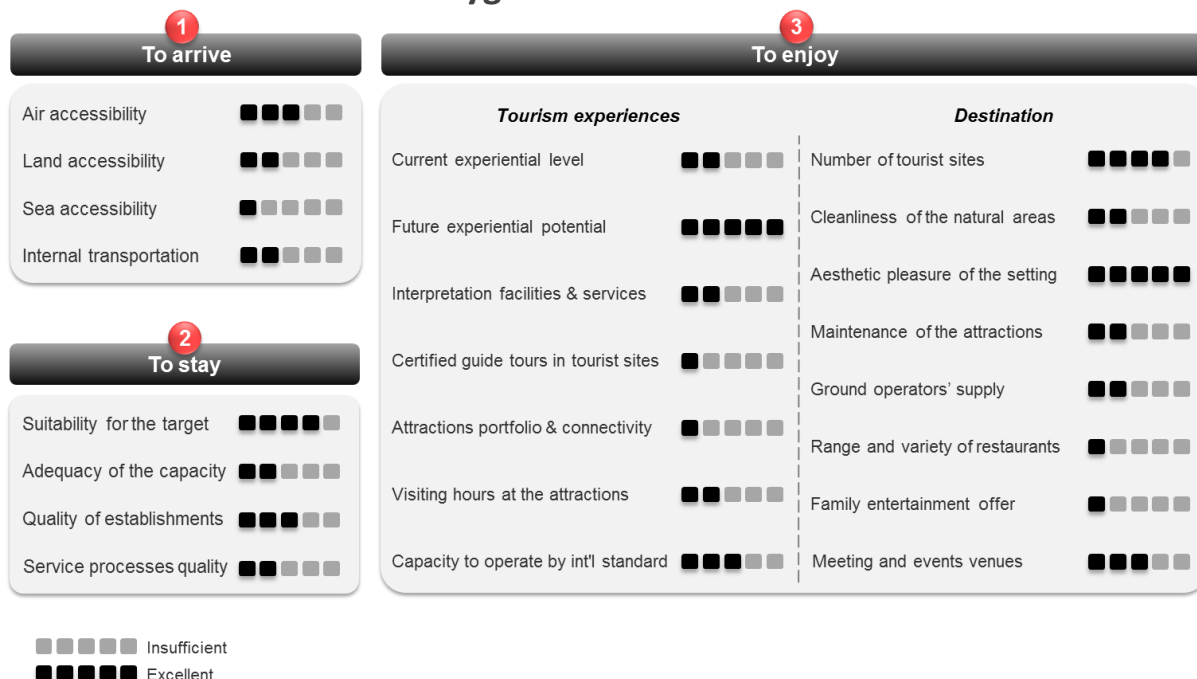 1
To arrive
Air accessibility
Land accessibility
Sea accessibility
Internal transportation
2
To stay
Suitability for the target
Adequacy of the capacity
Quality of establishments
Service processes quality
3
To enjoy
Tourism experiences
Current experiential level
Future experiential potential
Interpretation facilities & services
Certified guide tours in tourist sites
Attractions portfolio & connectivity
Visiting hours at the attractions
Capacity to operate by int'l standard
Destination
Number of tourist sites
Cleanliness of the natural areas
Aesthetic pleasure of the setting
Maintenance of the attractions
Ground operators' supply
Range and variety of restaurants
Family entertainment offer
Meeting and events venues
Insufficient
Excellent